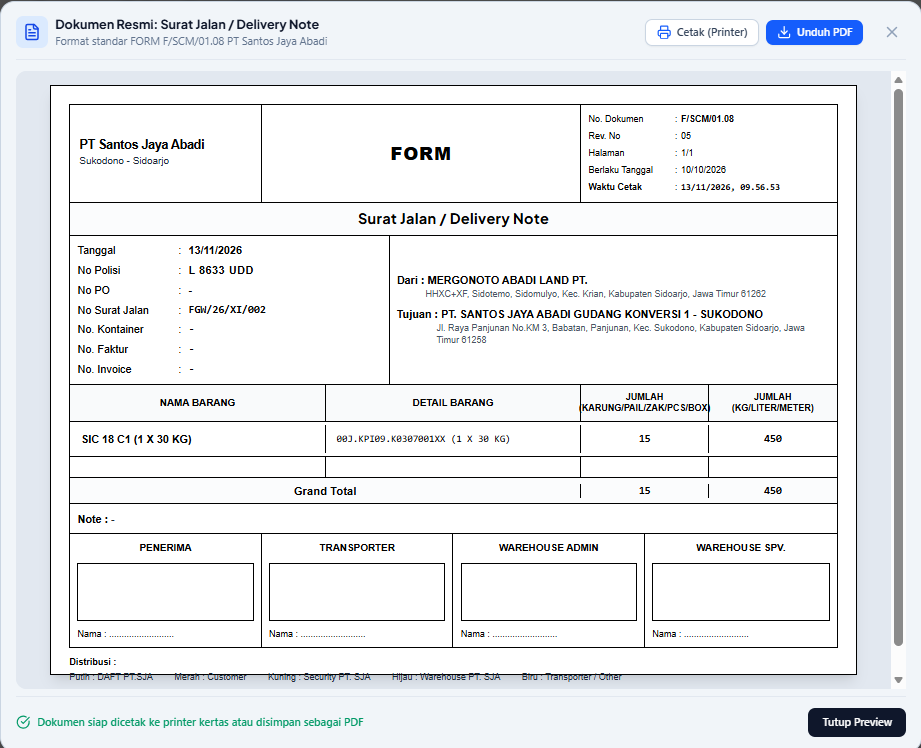 Dokumen Resmi: Surat Jalan / Delivery Note
Format standar FORM F/SCM/01.08 PT Santos Jaya Abadi
Cetak (Printer)
Unduh PDF
PT Santos Jaya Abadi
Sukodono - Sidoarjo
FORM
No. Dokumen : F/SCM/01.08
Rev. No : 05
Halaman : 1/1
Berlaku Tanggal : 10/10/2026
Waktu Cetak : 13/11/2026, 09.56.53
Surat Jalan / Delivery Note
Tanggal : 13/11/2026
No Polisi : L 8633 UDD
No PO : -
No Surat Jalan : FGW/26/XI/002
No. Kontainer : -
No. Faktur : -
No. Invoice : -
Dari : MERGONOTO ABADI LAND PT.
HHXC+XF, Sidotemo, Sidomulyo, Kec. Krian, Kabupaten Sidoarjo, Jawa Timur 61262
Tujuan : PT. SANTOS JAYA ABADI GUDANG KONVERSI 1 - SUKODONO
Jl. Raya Panjunan No.KM 3, Babatan, Panjunan, Kec. Sukodono, Kabupaten Sidoarjo, Jawa
Timur 61258
NAMA BARANG
DETAIL BARANG
JUMLAH
(KARUNG/PAIL/ZAK/PCS/BOX)
JUMLAH
(KG/LITER/METER)
SIC 18 C1 (1 X 30 KG)
00J.KPI09.K0307001XX (1 X 30 KG)
15
450
Grand Total
15
450
Note : -
PENERIMA
TRANSPORTER
WAREHOUSE ADMIN
WAREHOUSE SPV.
Nama : ..........................
Nama : ..........................
Nama : ..........................
Nama : ..........................
Distribusi :
Putih : DAFT PT.SJA Merah : Customer Kuning : Security PT. SJA Hijau : Warehouse PT. SJA Biru : Transporter / Other
Dokumen siap dicetak ke printer kertas atau disimpan sebagai PDF
Tutup Preview